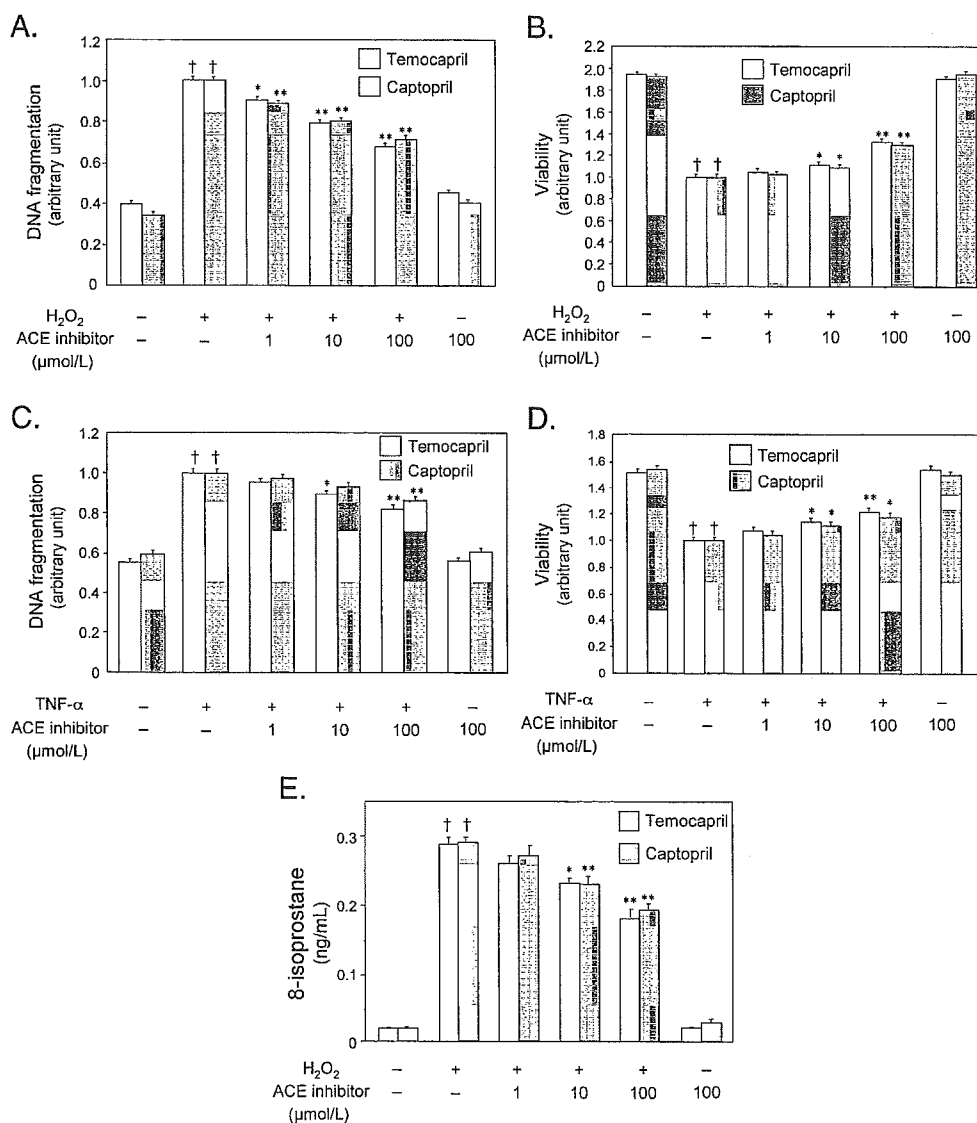 A.
DNA fragmentation
(arbitrary unit)
1.2
1.0
0.8
0.6
0.4
0.2
0
Temocapril
Captopril
† † * ** ** ** ** **
H₂O₂ – + + + + –
ACE inhibitor – – 1 10 100 100
(µmol/L)
B.
Viability
(arbitrary unit)
2.2
2.0
1.8
1.6
1.4
1.2
1.0
0.8
0.6
0.4
0.2
0
Temocapril
Captopril
† † * * ** **
H₂O₂ – + + + + –
ACE inhibitor – – 1 10 100 100
(µmol/L)
C.
DNA fragmentation
(arbitrary unit)
1.2
1.0
0.8
0.6
0.4
0.2
0
Temocapril
Captopril
† † * ** **
TNF-α – + + + + –
ACE inhibitor – – 1 10 100 100
(µmol/L)
D.
Viability
(arbitrary unit)
1.8
1.6
1.4
1.2
1.0
0.8
0.6
0.4
0.2
0
Temocapril
Captopril
† † * * ** *
TNF-α – + + + + –
ACE inhibitor – – 1 10 100 100
(µmol/L)
E.
8-isoprostane
(ng/mL)
0.3
0.2
0.1
0
Temocapril
Captopril
† † * ** ** **
H₂O₂ – + + + + –
ACE inhibitor – – 1 10 100 100
(µmol/L)